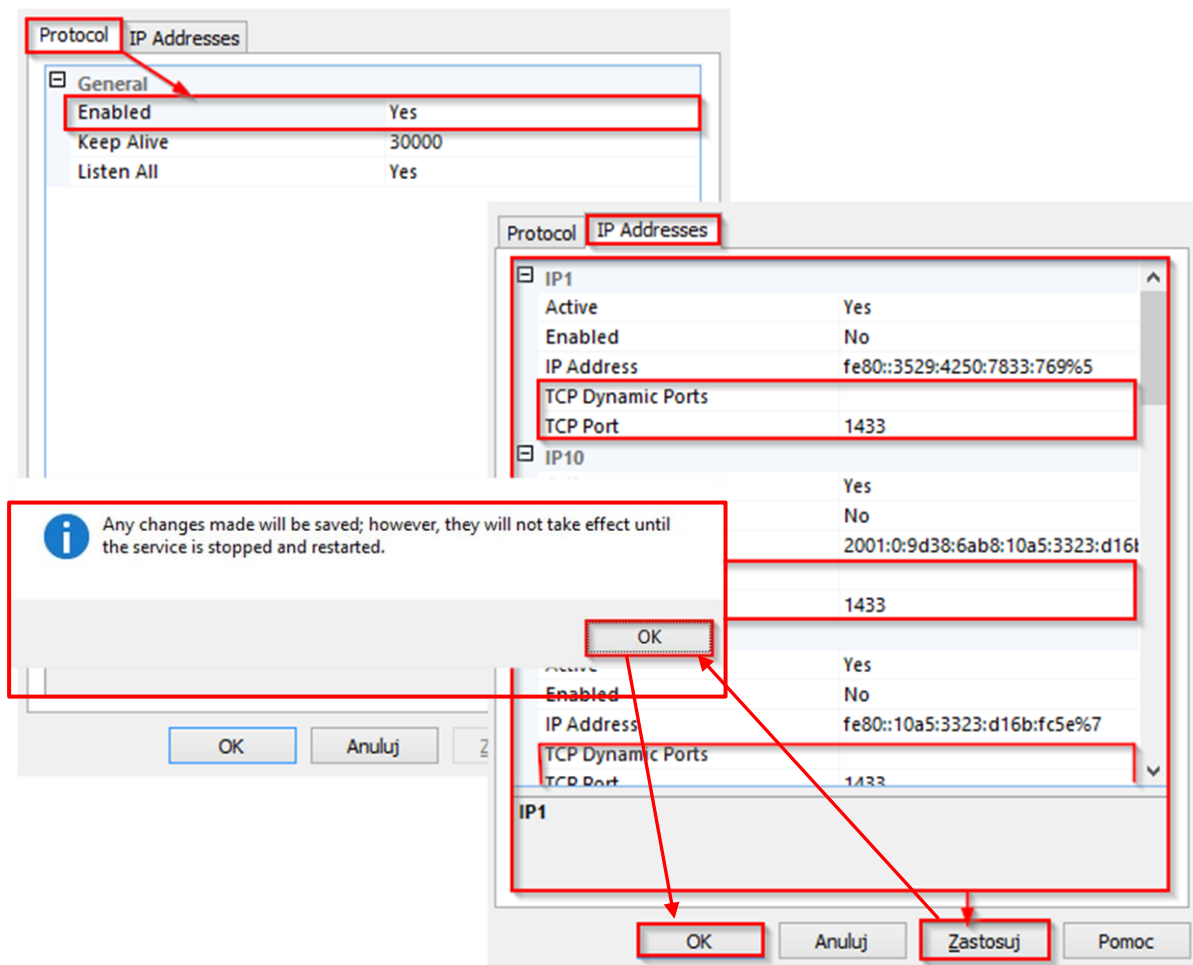 Protocol IP Addresses
General
Enabled Yes
Keep Alive 30000
Listen All Yes
OK Anuluj Z
Protocol IP Addresses
IP1
Active Yes
Enabled No
IP Address fe80::3529:4250:7833:769%5
TCP Dynamic Ports
TCP Port 1433
IP10
Yes
No
2001:0:9d38:6ab8:10a5:3323:d16b
1433
Active Yes
Enabled No
IP Address fe80::10a5:3323:d16b:fc5e%7
TCP Dynamic Ports
TCP Port 1433
IP1
OK Anuluj Zastosuj Pomoc
Any changes made will be saved; however, they will not take effect until
the service is stopped and restarted.
OK